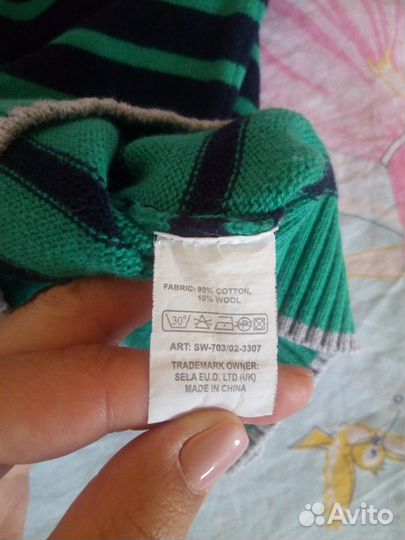 FABRIC: 90% COTTON,
10% WOOL
30°
ART: SW-703/02-3307
TRADEMARK OWNER:
SELA EU.D. LTD (UK)
MADE IN CHINA
Avito